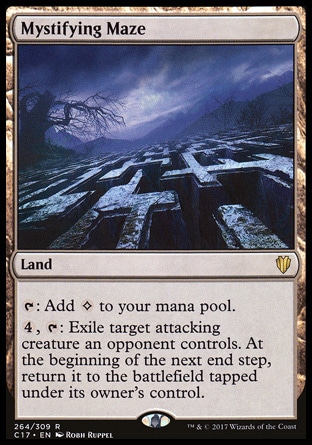 Mystifying Maze
Land
: Add to your mana pool.
4, : Exile target attacking
creature an opponent controls. At
the beginning of the next end step,
return it to the battlefield tapped
under its owner's control.
264/309 R
C17 • EN Robh Ruppel
™ & © 2017 Wizards of the Coast